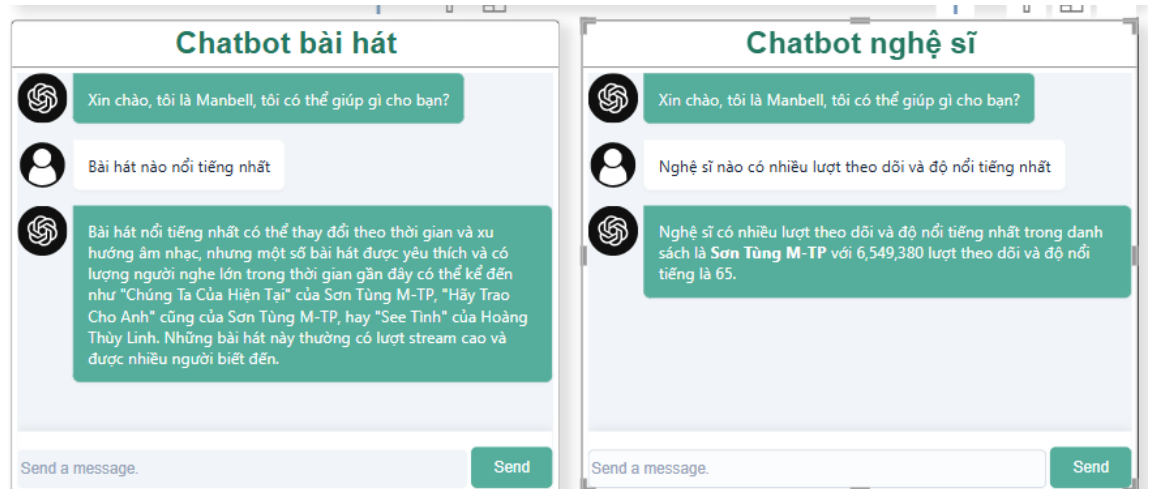 Chatbot bài hát
Xin chào, tôi là Manbell, tôi có thể giúp gì cho bạn?
Bài hát nào nổi tiếng nhất
Bài hát nổi tiếng nhất có thể thay đổi theo thời gian và xu
hướng âm nhạc, nhưng một số bài hát được yêu thích và có
lượng người nghe lớn trong thời gian gần đây có thể kể đến
như "Chúng Ta Của Hiện Tại" của Sơn Tùng M-TP, "Hãy Trao
Cho Anh" cũng của Sơn Tùng M-TP, hay "See Tình" của Hoàng
Thùy Linh. Những bài hát này thường có lượt stream cao và
được nhiều người biết đến.
Send a message.
Send
Chatbot nghệ sĩ
Xin chào, tôi là Manbell, tôi có thể giúp gì cho bạn?
Nghệ sĩ nào có nhiều lượt theo dõi và độ nổi tiếng nhất
Nghệ sĩ có nhiều lượt theo dõi và độ nổi tiếng nhất trong danh
sách là Sơn Tùng M-TP với 6,549,380 lượt theo dõi và độ nổi
tiếng là 65.
Send a message.
Send